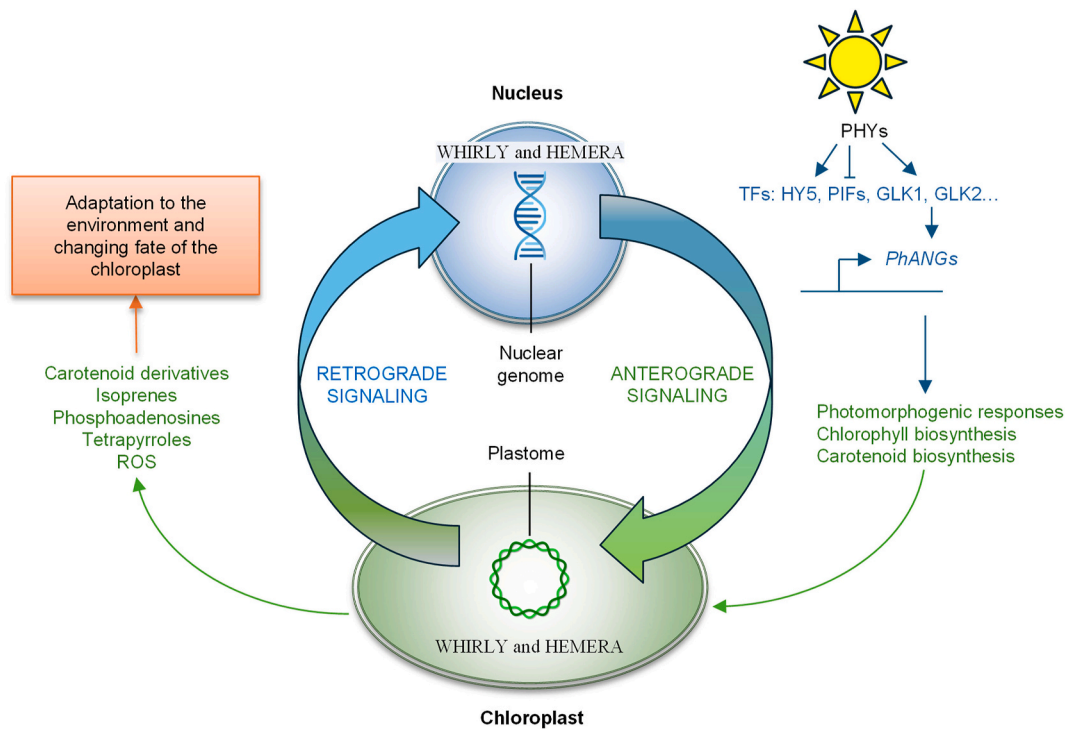 Nucleus
WHIRLY and HEMERA
PHYs
TFs: HY5, PIFs, GLK1, GLK2...
PhANGs
Adaptation to the
environment and
changing fate of the
chloroplast
Nuclear
genome
RETROGRADE
SIGNALING
ANTEROGRADE
SIGNALING
Carotenoid derivatives
Isoprenes
Phosphoadenosines
Tetrapyrroles
ROS
Photomorphogenic responses
Chlorophyll biosynthesis
Carotenoid biosynthesis
Plastome
WHIRLY and HEMERA
Chloroplast